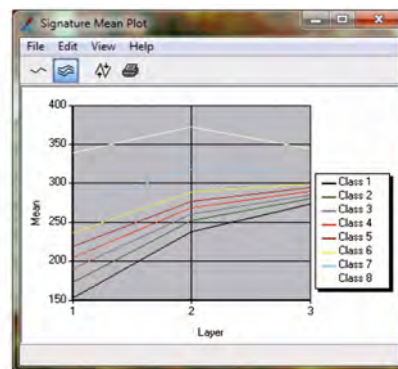 Signature Mean Plot
File Edit View Help
400
350
300
250
200
150
Mean
1 2 3
Layer
Class 1
Class 2
Class 3
Class 4
Class 5
Class 6
Class 7
Class 8